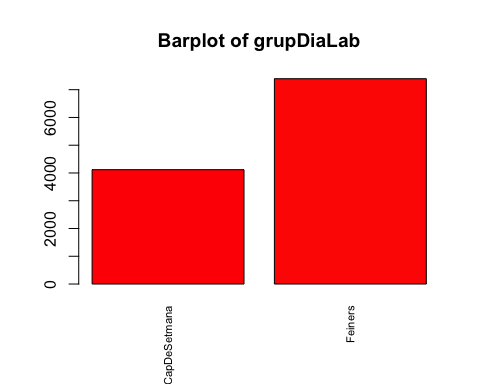 Barplot of grupDiaLab
6000
4000
2000
0
CapDeSetmana
Feiners